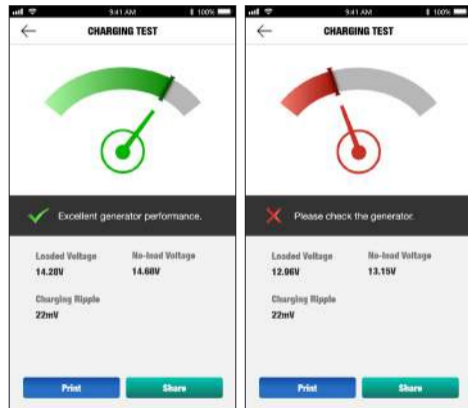 9:41 AM 100%
CHARGING TEST
Excellent generator performance.
Loaded Voltage No-load Voltage
14.28V 14.68V
Charging Ripple
22mV
Print Share
9:41 AM 100%
CHARGING TEST
Please check the generator.
Loaded Voltage No-load Voltage
12.96V 13.15V
Charging Ripple
22mV
Print Share